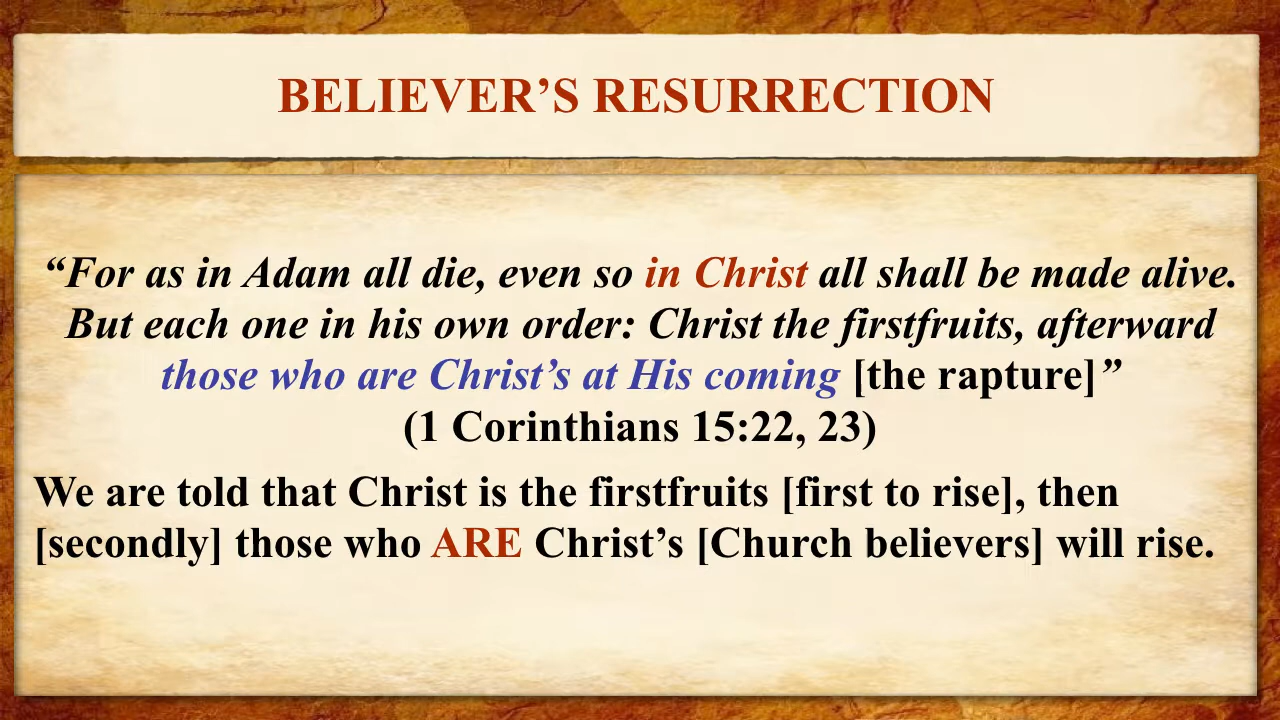 BELIEVER’S RESURRECTION
“For as in Adam all die, even so in Christ all shall be made alive.
But each one in his own order: Christ the firstfruits, afterward
those who are Christ’s at His coming [the rapture]”
(1 Corinthians 15:22, 23)
We are told that Christ is the firstfruits [first to rise], then
[secondly] those who ARE Christ’s [Church believers] will rise.